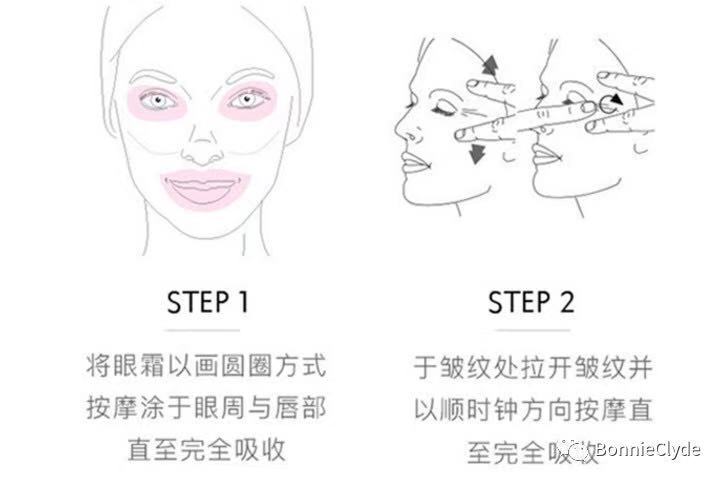 STEP 1
将眼霜以画圆圈方式
按摩涂于眼周与唇部
直至完全吸收
STEP 2
于皱纹处拉开皱纹并
以顺时钟方向按摩直
至完全吸收
BonnieClyde